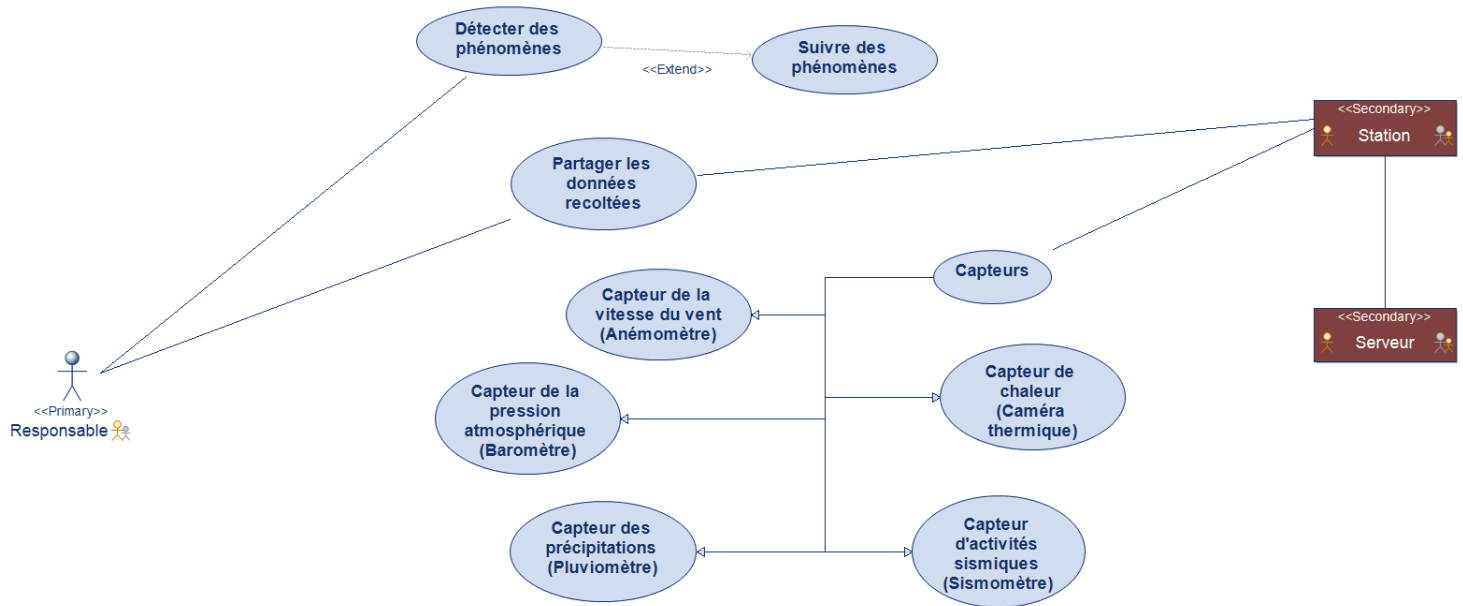 Détecter des
phénomènes
<<Extend>>
Suivre des
phénomènes
<<Secondary>>
Station
Partager les
données
recoltées
Capteurs
Capteur de la
vitesse du vent
(Anémomètre)
<<Secondary>>
Serveur
Capteur de la
pression
atmosphérique
(Baromètre)
Capteur de
chaleur
(Caméra
thermique)
<<Primary>>
Responsable
Capteur des
précipitations
(Pluviomètre)
Capteur
d'activités
sismiques
(Sismomètre)